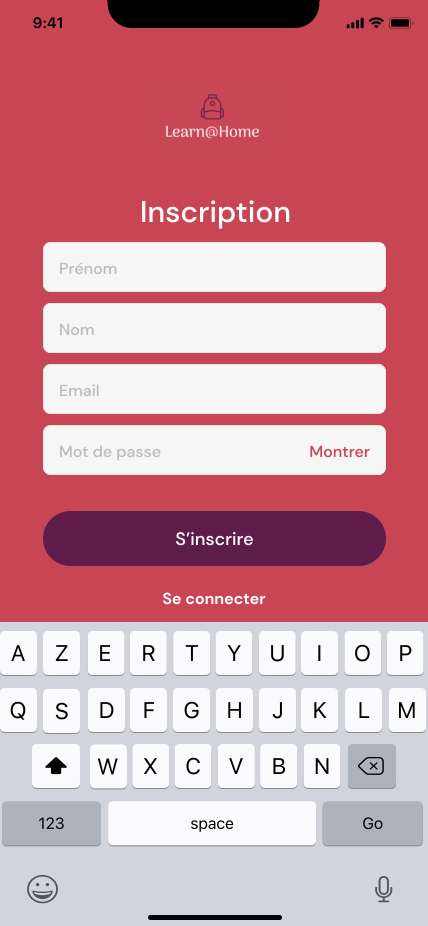 9:41
Learn@Home
Inscription
Prénom
Nom
Email
Mot de passe Montrer
S’inscrire
Se connecter
A Z E R T Y U I O P
Q S D F G H J K L M
W X C V B N
123 space Go